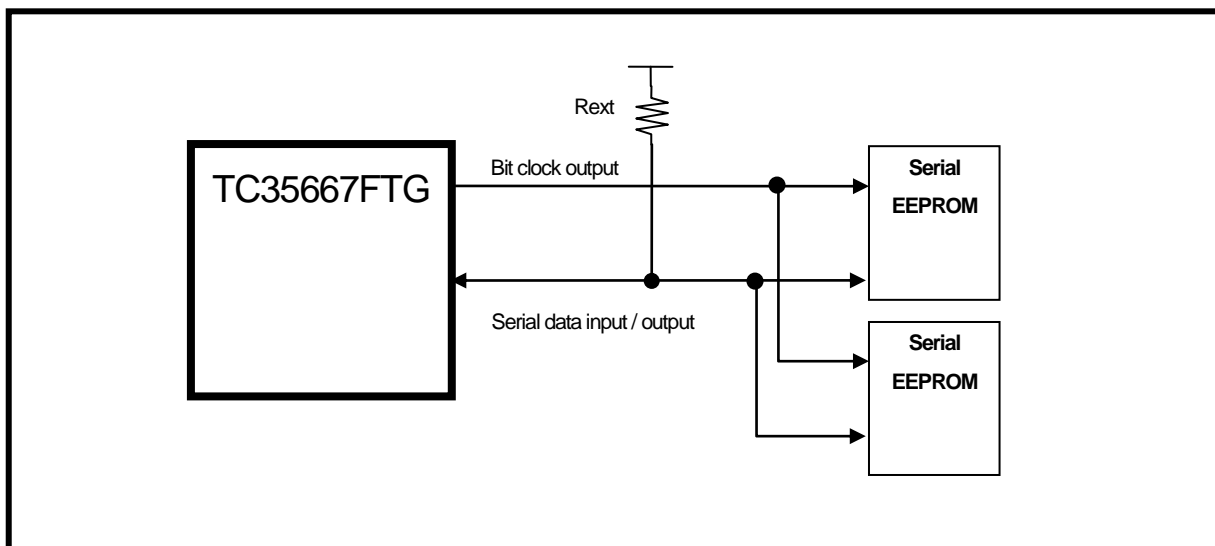 Rext
TC35667FTG
Bit clock output
Serial
EEPROM
Serial data input / output
Serial
EEPROM